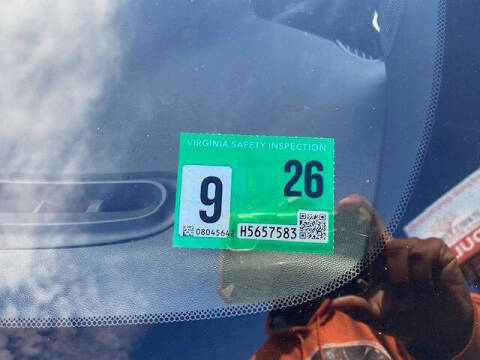 VIRGINIA SAFETY INSPECTION
9 26
08045642 H5657583